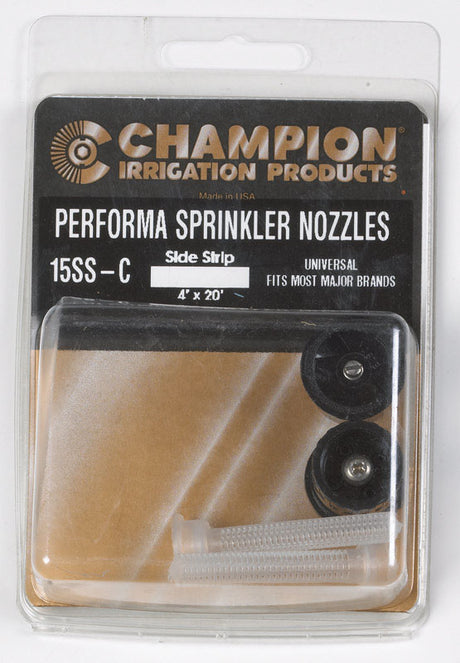 CHAMPION®
IRRIGATION PRODUCTS
Made in USA
PERFORMA SPRINKLER NOZZLES
15SS-C
Side Strip
4' x 20'
UNIVERSAL
FITS MOST MAJOR BRANDS